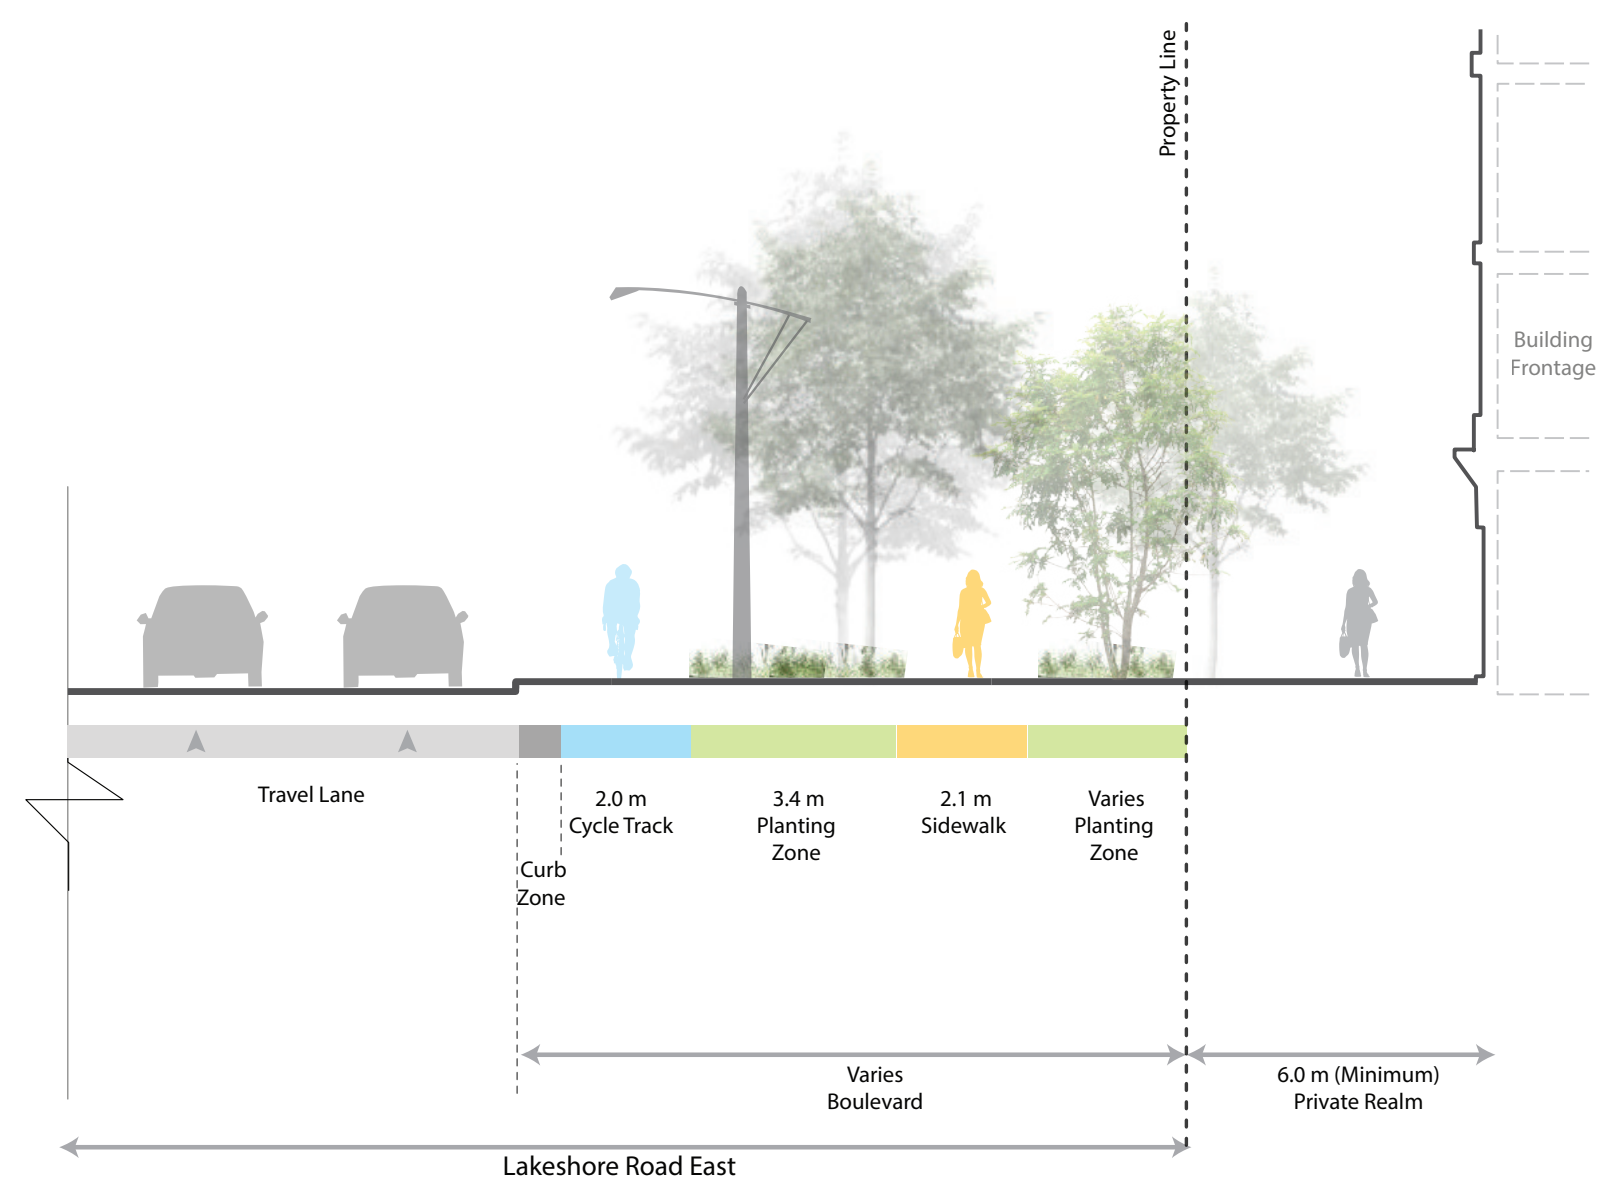 Property Line
Building
Frontage
Travel Lane
2.0 m
Cycle Track
3.4 m
Planting
Zone
2.1 m
Sidewalk
Varies
Planting
Zone
Curb
Zone
Varies
Boulevard
6.0 m (Minimum)
Private Realm
Lakeshore Road East